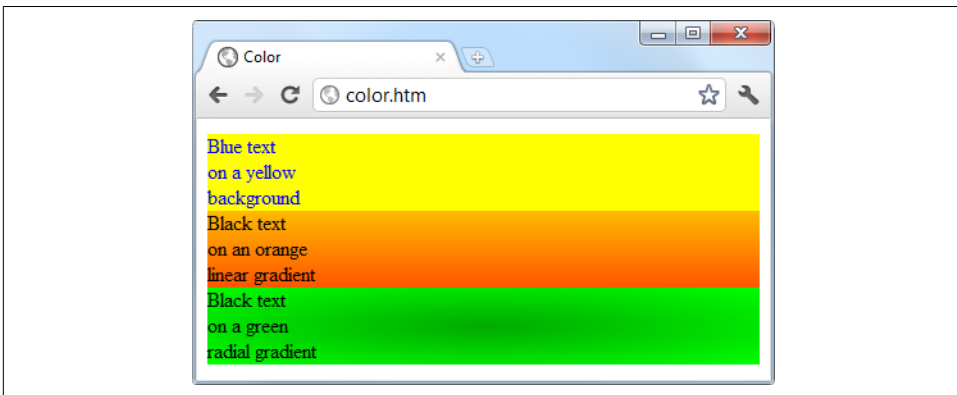 Color
color.htm
Blue text
on a yellow
background
Black text
on an orange
linear gradient
Black text
on a green
radial gradient